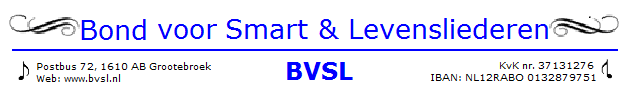 Bond voor Smart & Levensliederen
Postbus 72, 1610 AB Grootebroek
Web: www.bvsl.nl
BVSL
KvK nr. 37131276
IBAN: NL12RABO 0132879751